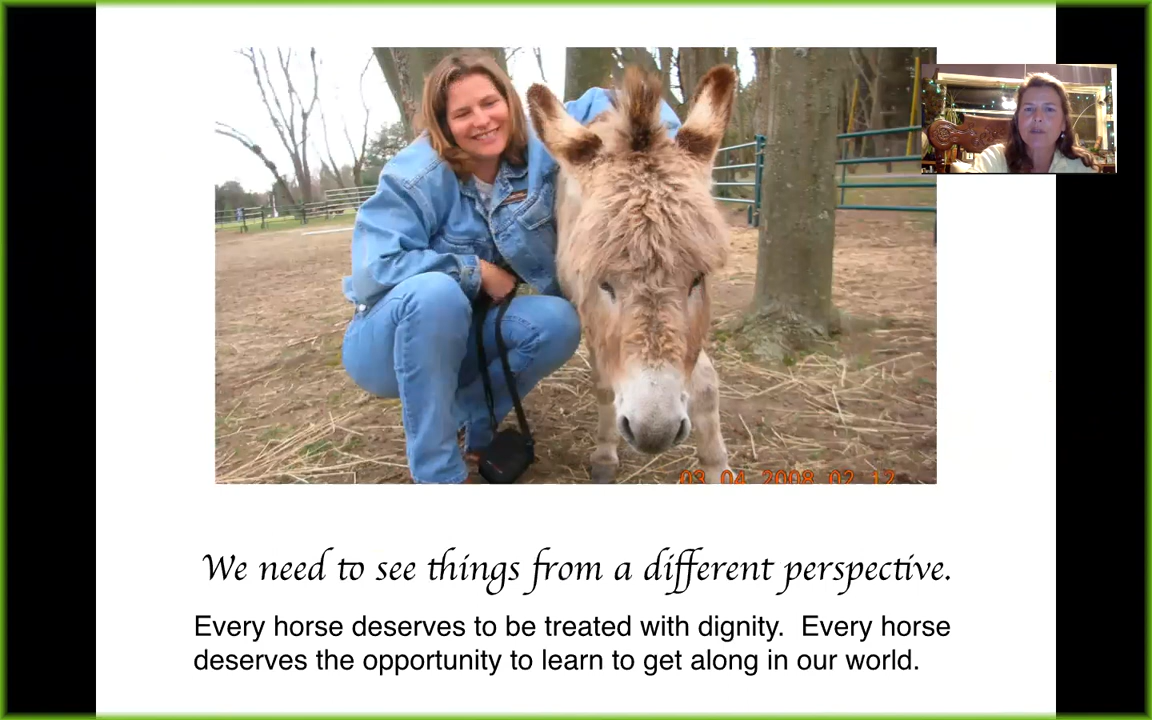 03 04 2008 02 12
We need to see things from a different perspective.
Every horse deserves to be treated with dignity.  Every horse
deserves the opportunity to learn to get along in our world.